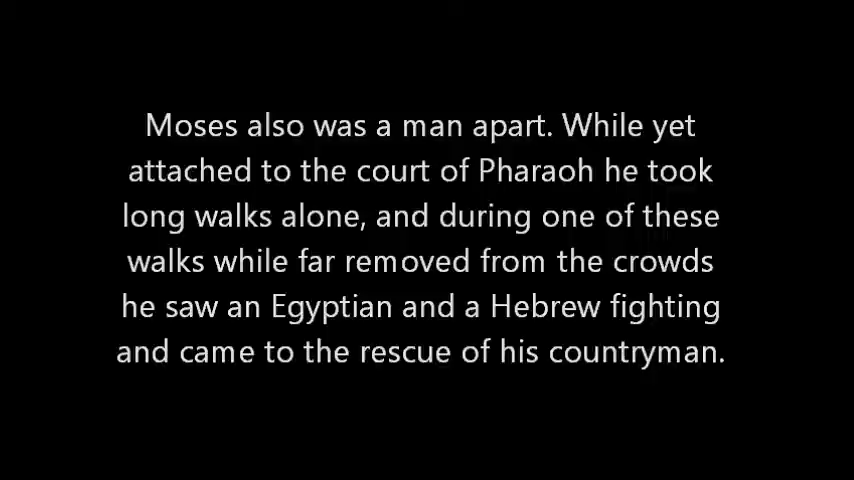 Moses also was a man apart. While yet
attached to the court of Pharaoh he took
long walks alone, and during one of these
walks while far removed from the crowds
he saw an Egyptian and a Hebrew fighting
and came to the rescue of his countryman.